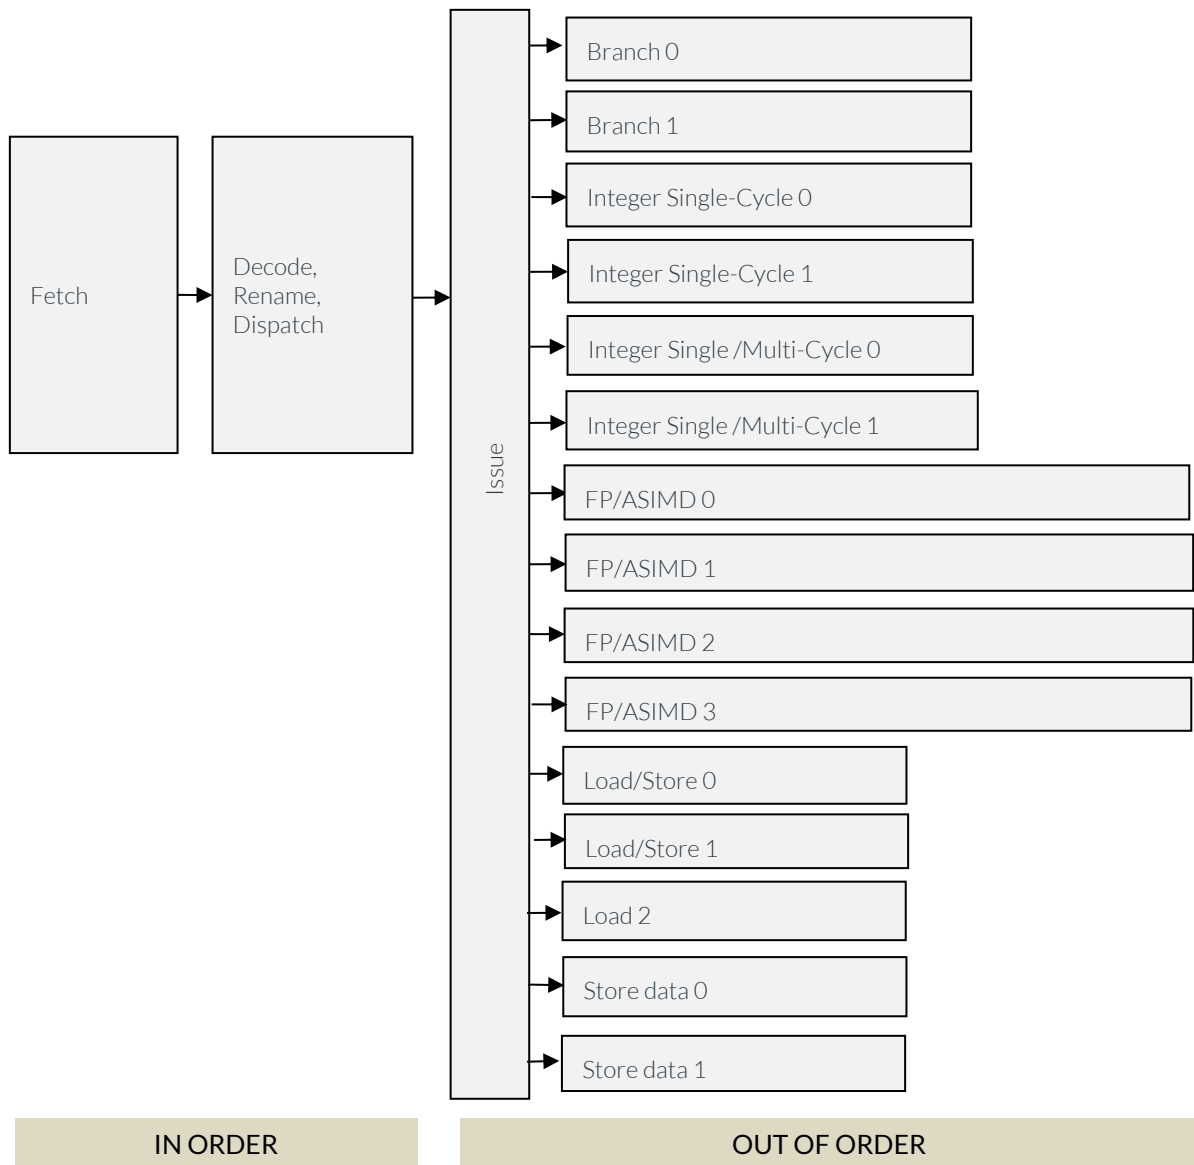 Fetch
Decode,
Rename,
Dispatch
Issue
Branch 0
Branch 1
Integer Single-Cycle 0
Integer Single-Cycle 1
Integer Single /Multi-Cycle 0
Integer Single /Multi-Cycle 1
FP/ASIMD 0
FP/ASIMD 1
FP/ASIMD 2
FP/ASIMD 3
Load/Store 0
Load/Store 1
Load 2
Store data 0
Store data 1
IN ORDER
OUT OF ORDER